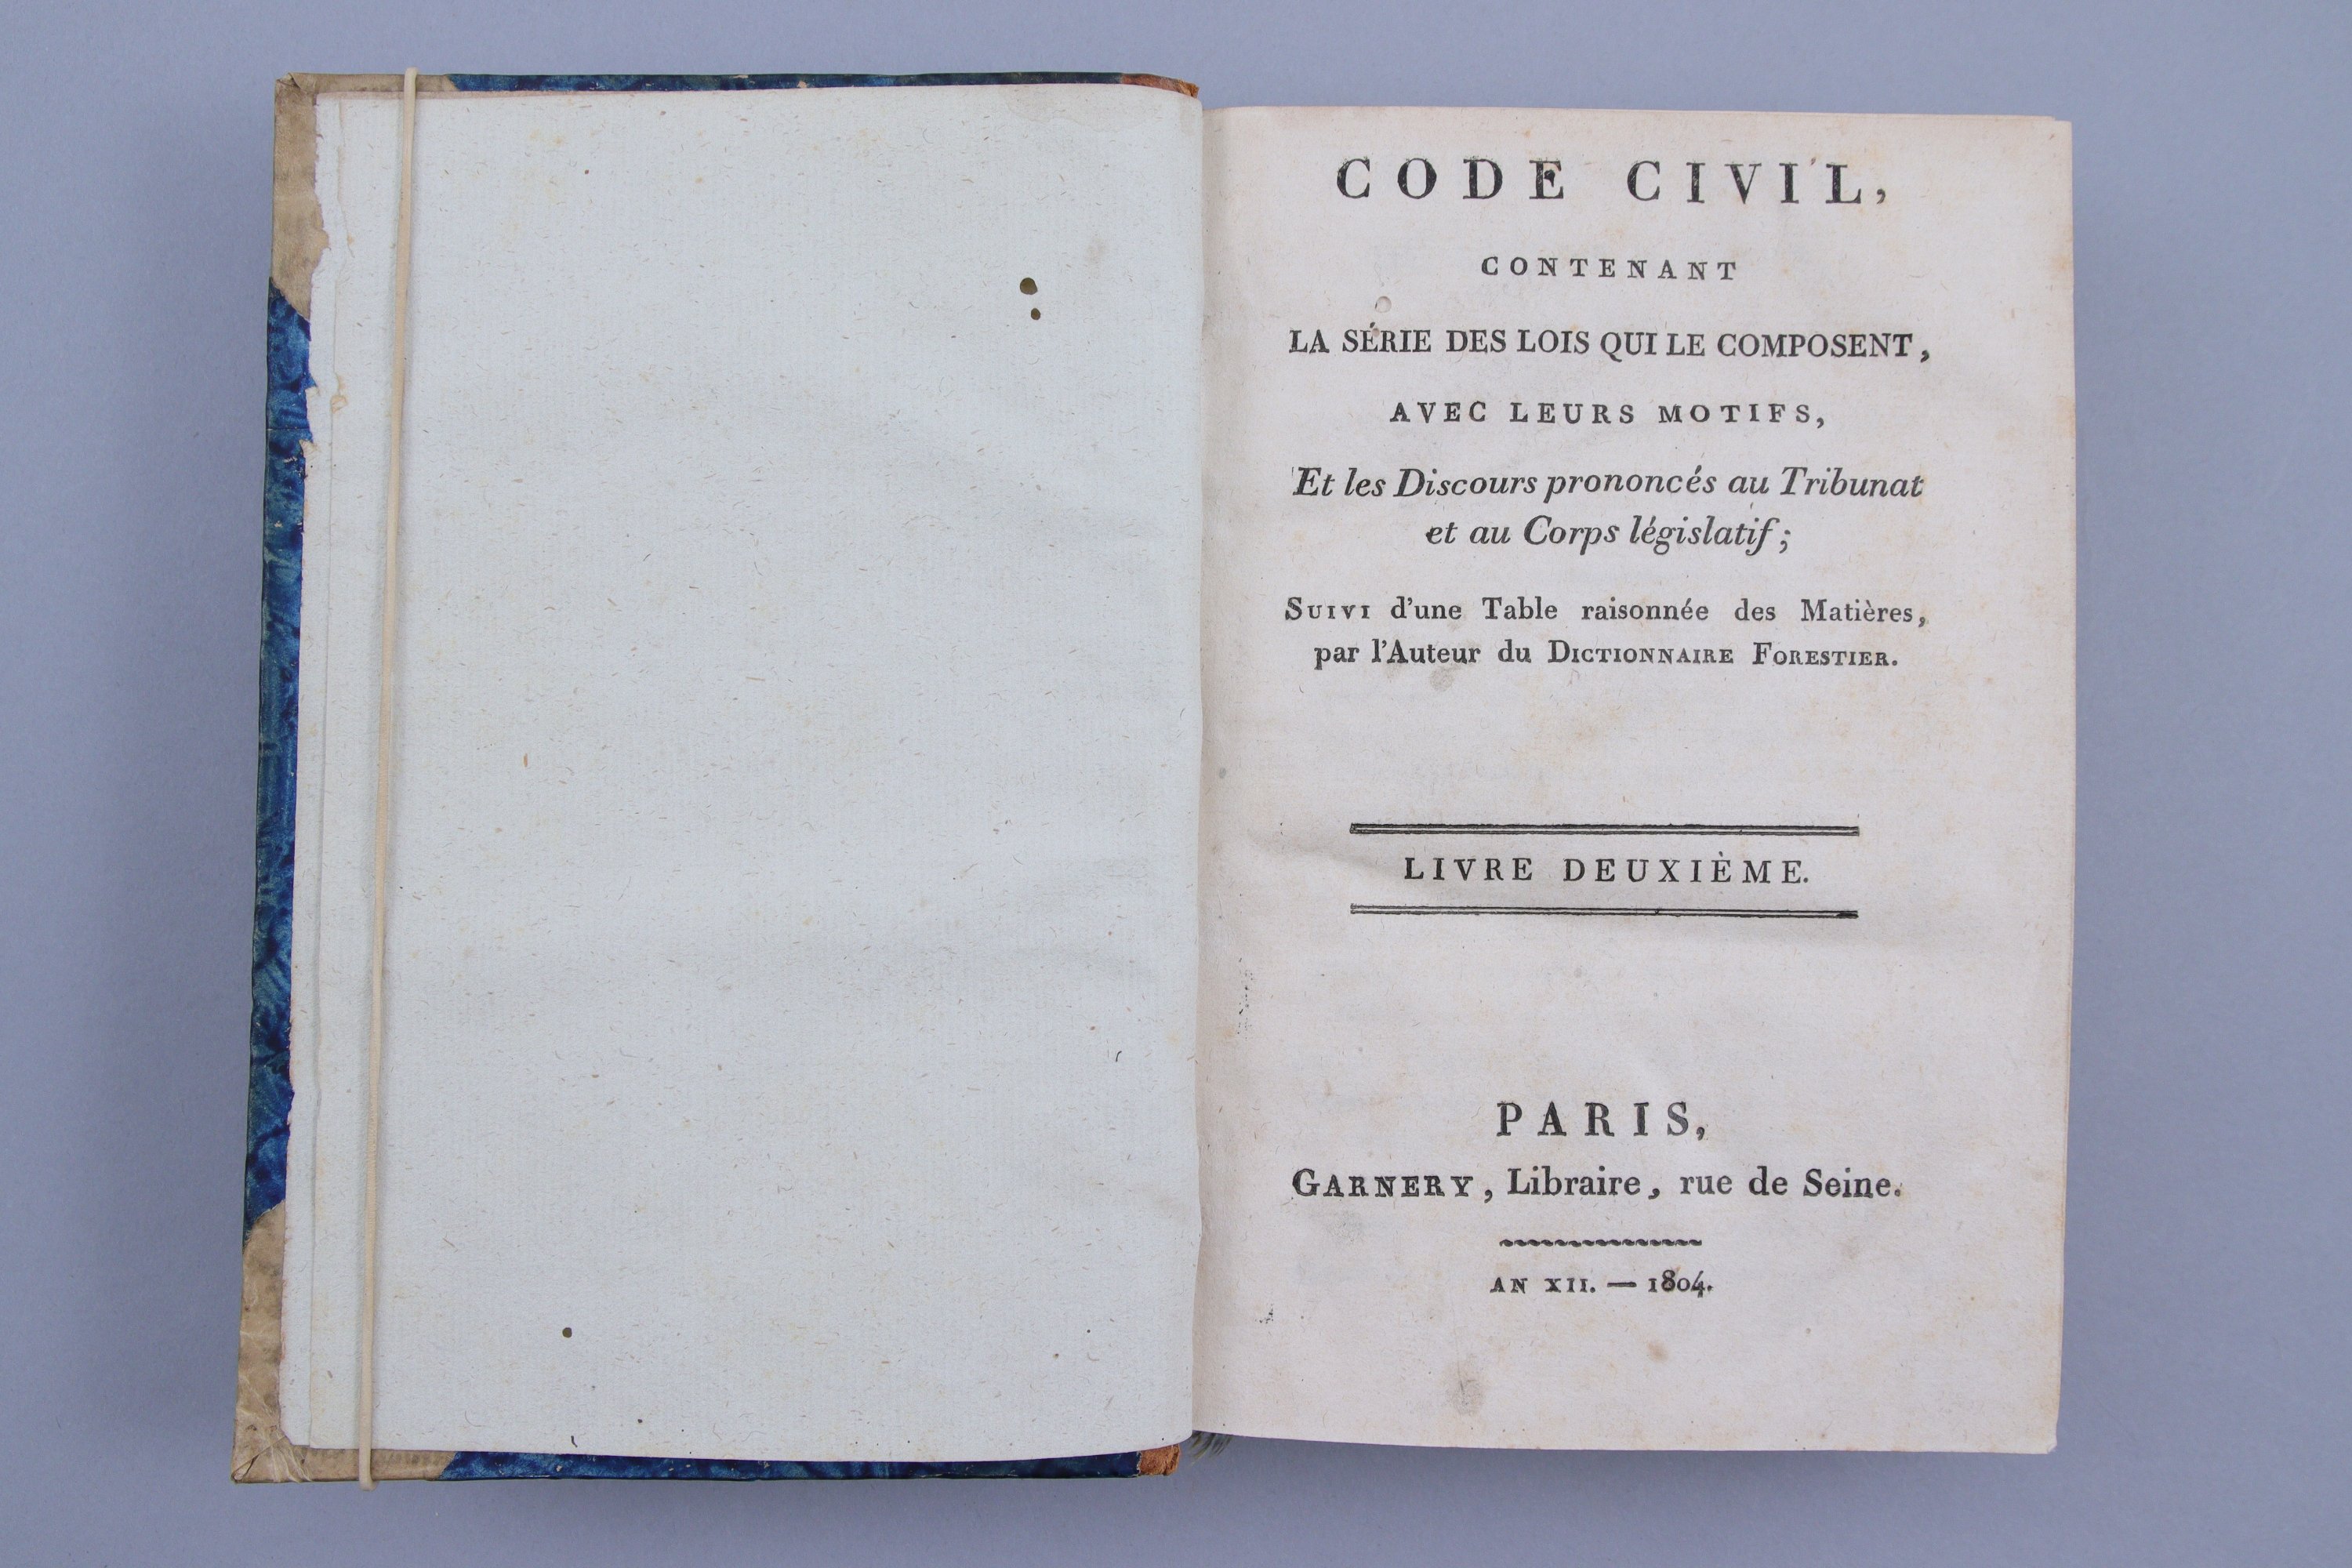 CODE CIVIL,
CONTENANT
LA SÉRIE DES LOIS QUI LE COMPOSENT,
AVEC LEURS MOTIFS,
Et les Discours prononcés au Tribunat
et au Corps législatif;
SUIVI d'une Table raisonnée des Matières,
par l'Auteur du DICTIONNAIRE FORESTIER.
LIVRE DEUXIÈME.
PARIS,
GARNERY, Libraire, rue de Seine.
AN XII. — 1804.